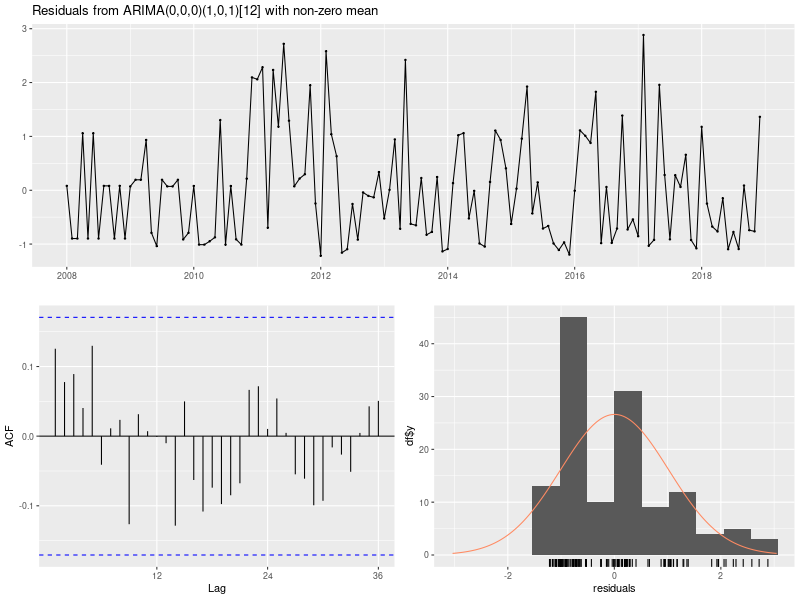 Residuals from ARIMA(0,0,0)(1,0,1)[12] with non-zero mean
3
2
1
0
-1
2008 2010 2012 2014 2016 2018
ACF
0.1
0.0
-0.1
12 24 36
Lag
df$y
40
30
20
10
0
-2 0 2
residuals